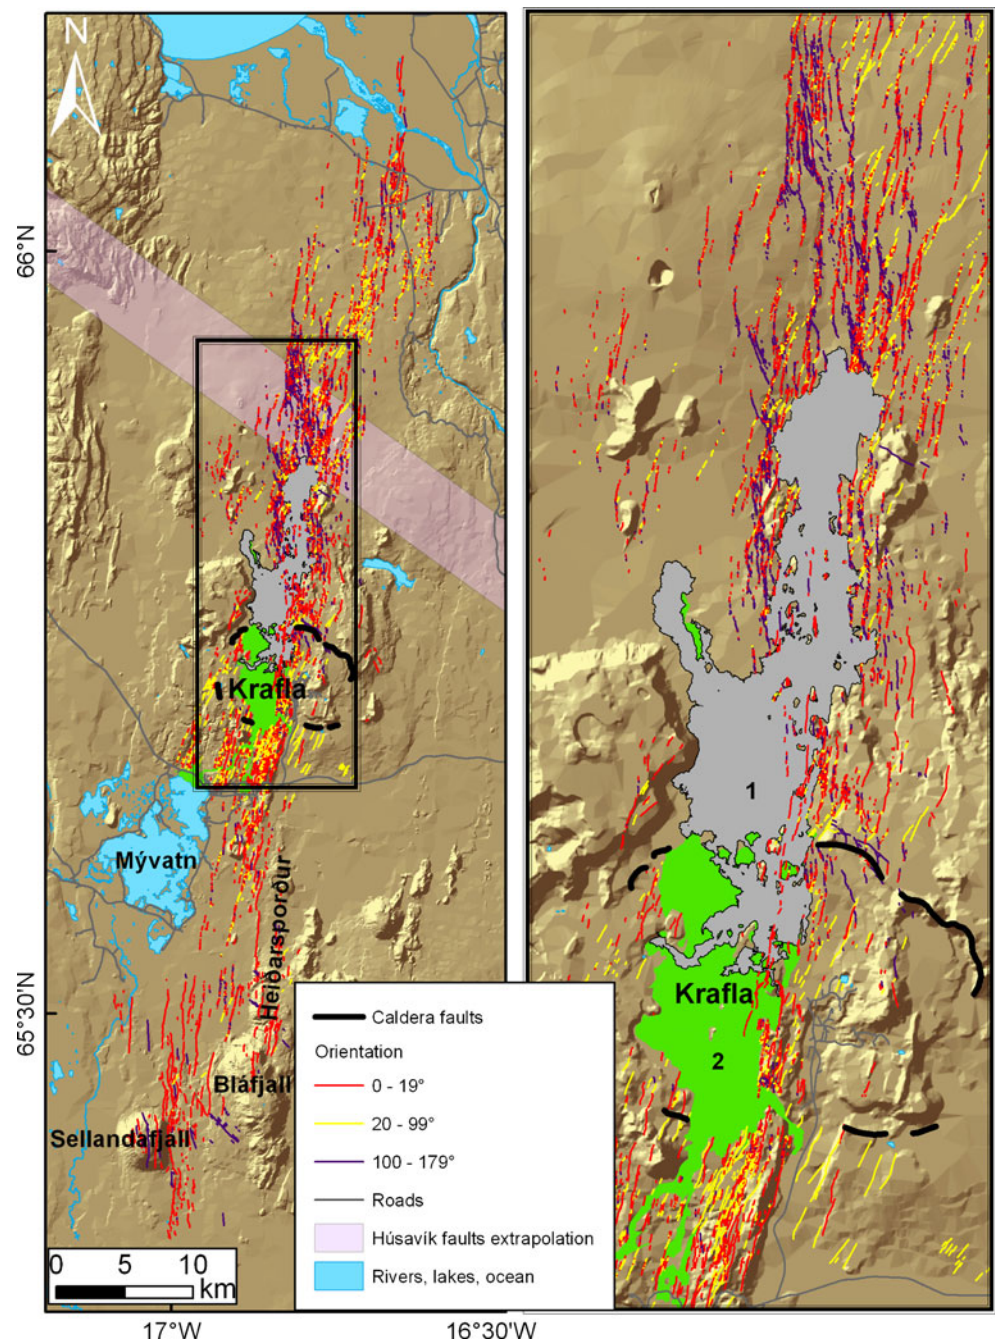 N
66°N
Krafla
Mývatn
Heiðarsporður
65°30'N
Bláfjall
Sellandafjall
0 5 10
km
17°W
16°30'W
Caldera faults
Orientation
0 - 19°
20 - 99°
100 - 179°
Roads
Húsavík faults extrapolation
Rivers, lakes, ocean
1
Krafla
2